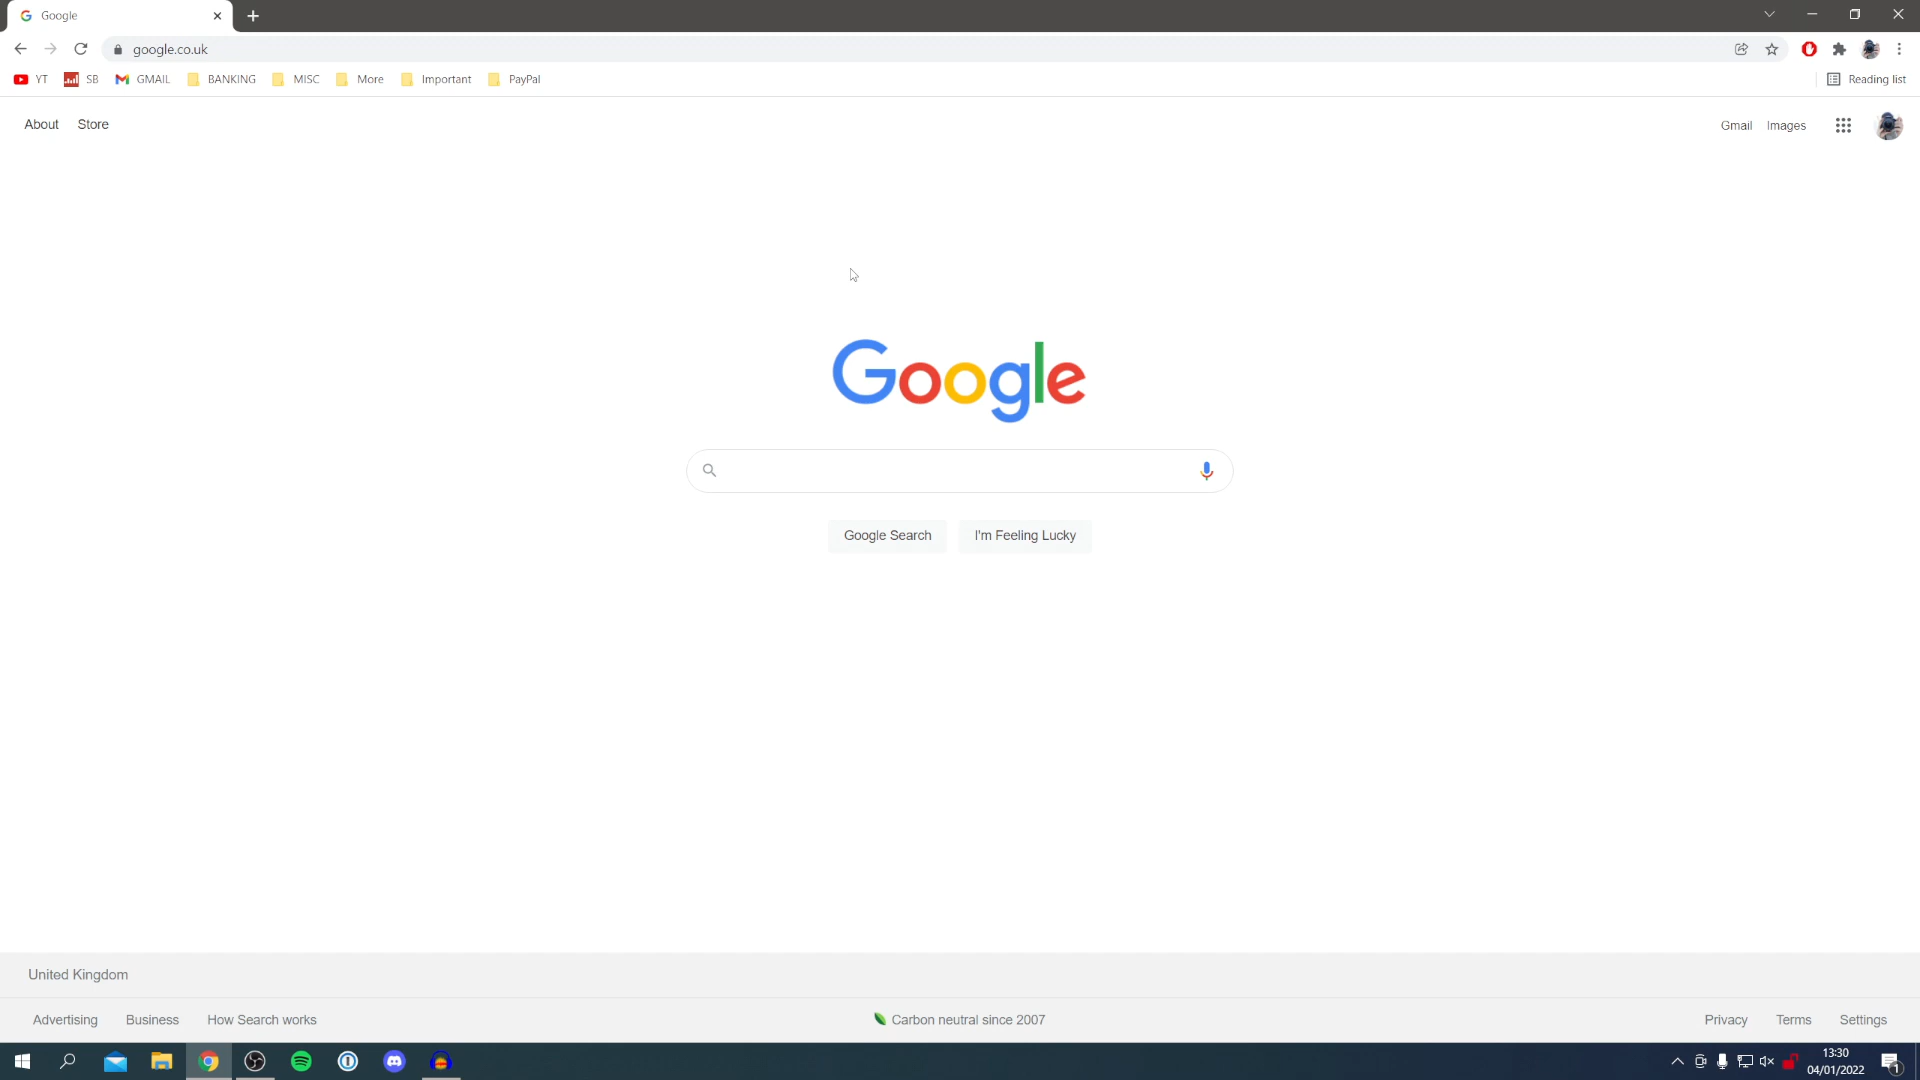 Google
google.co.uk
YT SB GMAIL BANKING MISC More Important PayPal Reading list
About Store Gmail Images
Google
Google Search I'm Feeling Lucky
United Kingdom
Advertising Business How Search works Carbon neutral since 2007 Privacy Terms Settings
13:30
04/01/2022
1